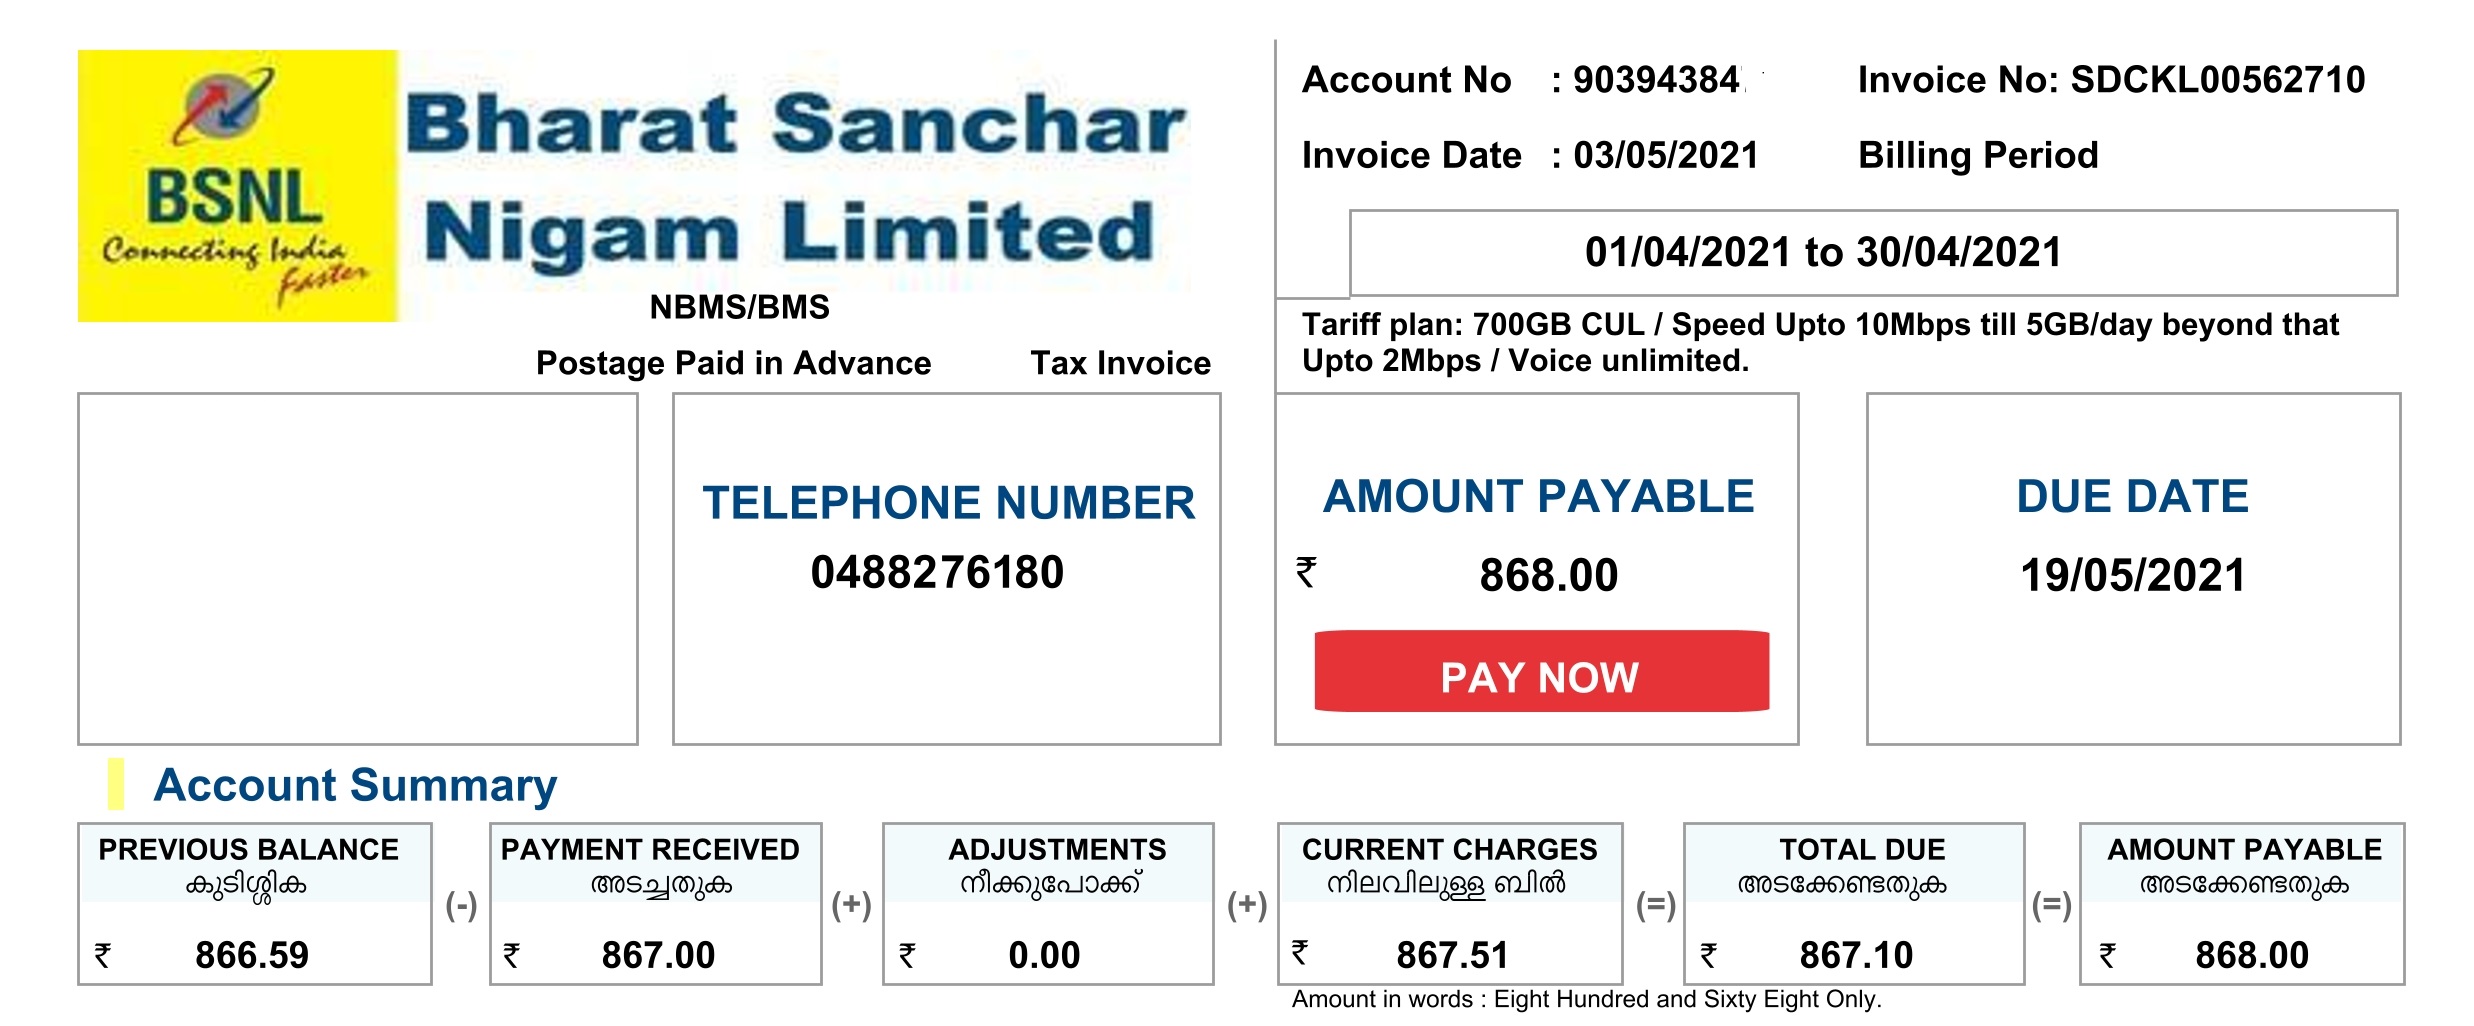 BSNL
Connecting India
faster
Bharat Sanchar
Nigam Limited
NBMS/BMS
Postage Paid in Advance Tax Invoice
Account No : 90394384 Invoice No: SDCKL00562710
Invoice Date : 03/05/2021 Billing Period
01/04/2021 to 30/04/2021
Tariff plan: 700GB CUL / Speed Upto 10Mbps till 5GB/day beyond that
Upto 2Mbps / Voice unlimited.
TELEPHONE NUMBER
0488276180
AMOUNT PAYABLE
₹ 868.00
PAY NOW
DUE DATE
19/05/2021
Account Summary
PREVIOUS BALANCE PAYMENT RECEIVED ADJUSTMENTS CURRENT CHARGES TOTAL DUE AMOUNT PAYABLE
കുടിശ്ശിക അടച്ചതുക നീക്കുപോക്ക് നിലവിലുള്ള ബിൽ അടക്കേണ്ടതുക അടക്കേണ്ടതുക
(-) (+) (+) (=) (=)
₹ 866.59 ₹ 867.00 ₹ 0.00 ₹ 867.51 ₹ 867.10 ₹ 868.00
Amount in words : Eight Hundred and Sixty Eight Only.